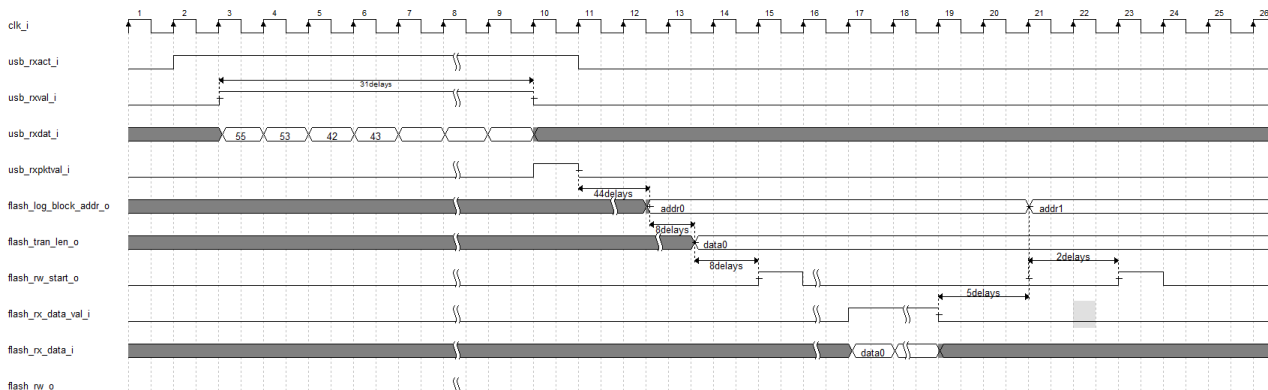 1 2 3 4 5 6 7 8 9 10 11 12 13 14 15 16 17 18 19 20 21 22 23 24 25 26
clk_i
usb_rxact_i
31delays
usb_rxval_i
usb_rxdat_i 55 53 42 43
usb_rxpktval_i
44delays
flash_log_block_addr_o addr0 addr1
8delays
flash_tran_len_o data0
2delays
8delays
flash_rw_start_o
5delays
flash_rx_data_val_i
flash_rx_data_i data0
flash_rw_o